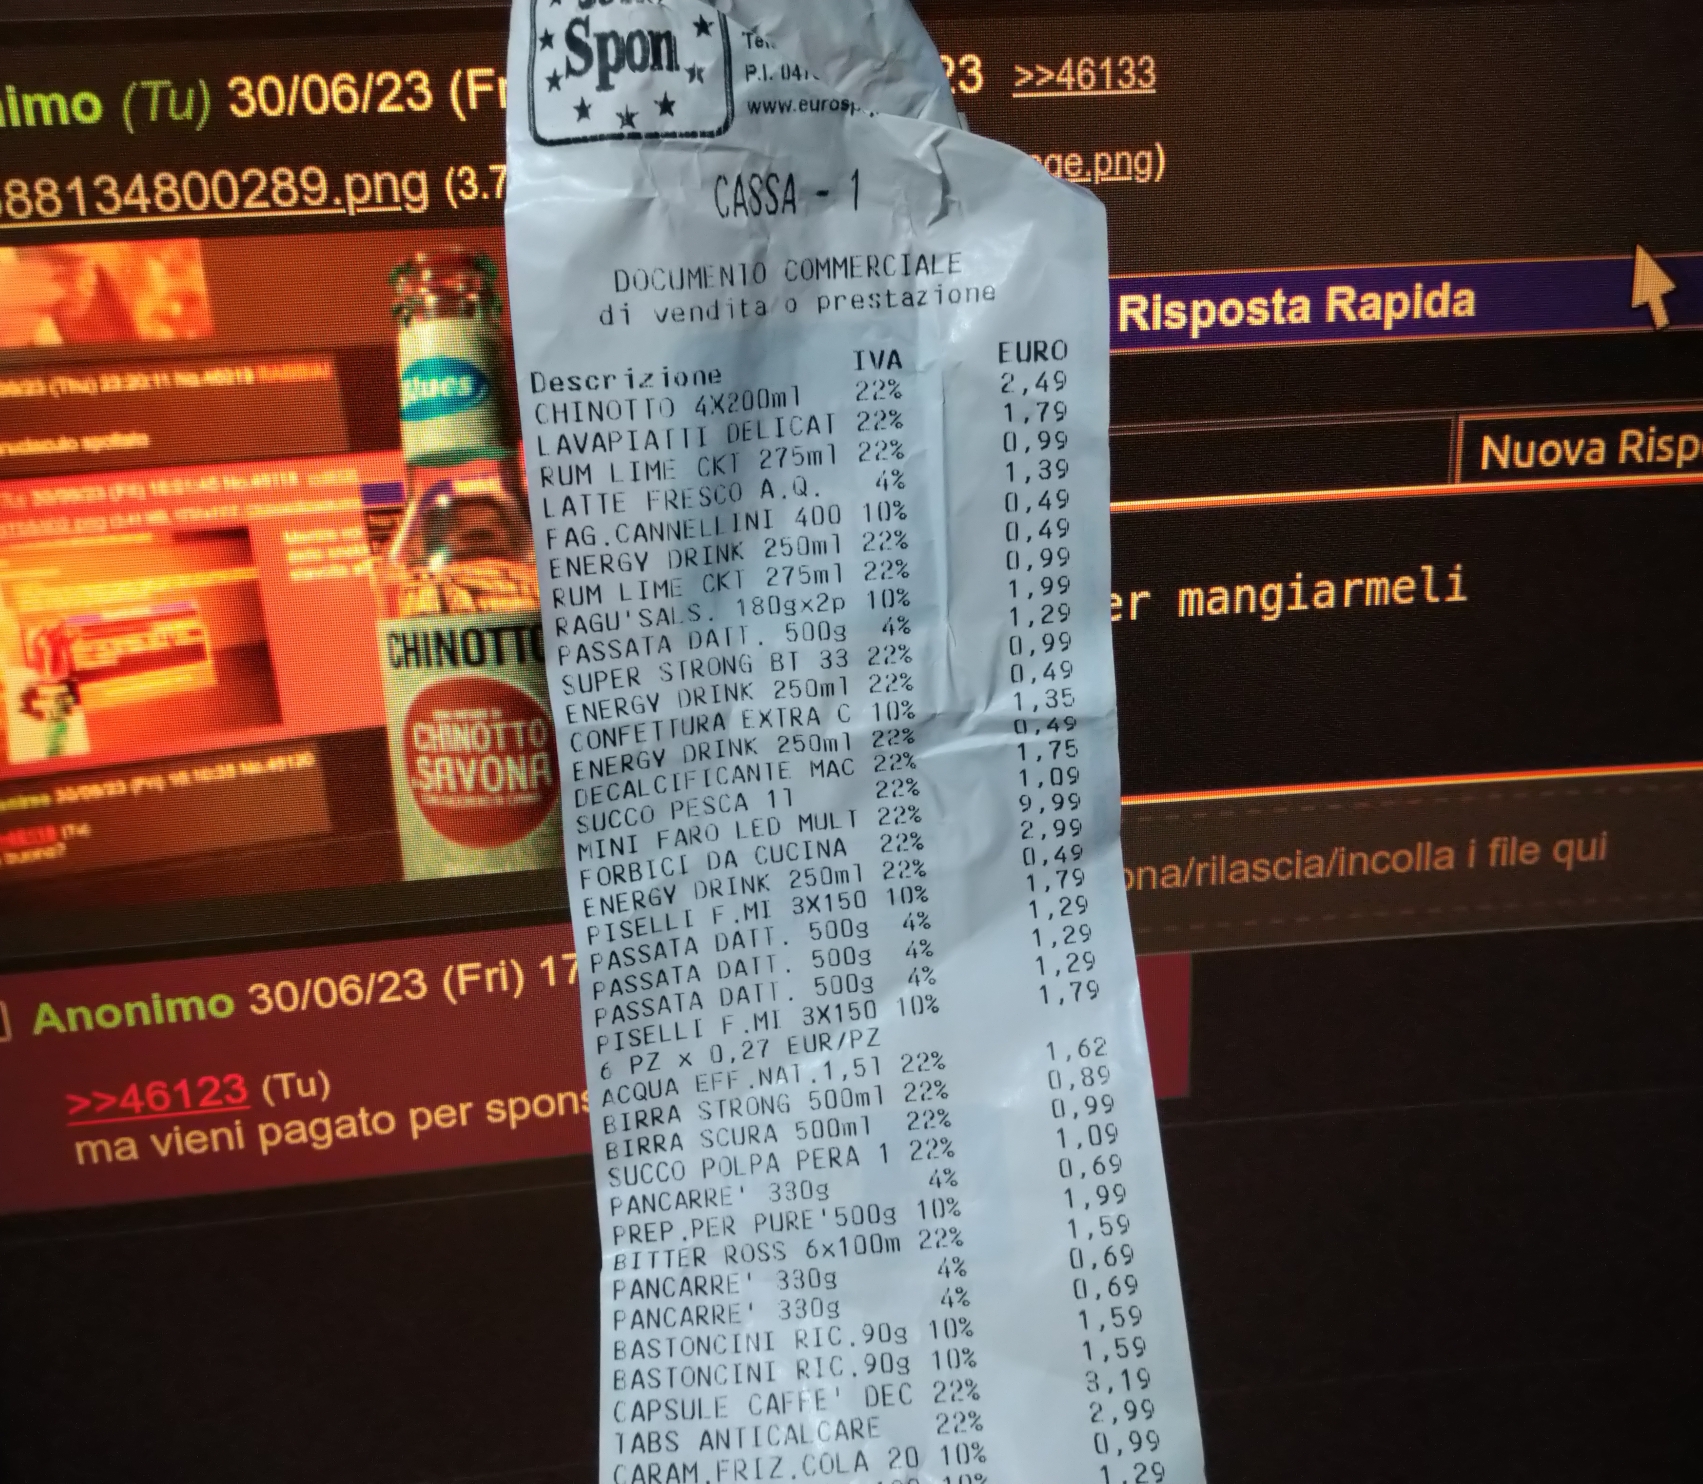 Spon
Te
P.I. 04
www.eurosp
nimo (Tu) 30/06/23 (Fr
23 >>46133
88134800289.png (3.7
ge.png)
CASSA - 1
DOCUMENTO COMMERCIALE
di vendita o prestazione
Descrizione IVA EURO
CHINOTTO 4X200ml 22% 2,49
LAVAPIATTI DELICAT 22% 1,79
RUM LIME CKT 275ml 22% 0,99
LATTE FRESCO A.Q. 4% 1,39
FAG.CANNELLINI 400 10% 0,49
ENERGY DRINK 250ml 22% 0,49
RUM LIME CKT 275ml 22% 0,99
RAGU'SALS. 180gx2p 10% 1,99
PASSATA DATT. 500g 4% 1,29
SUPER STRONG BT 33 22% 0,99
ENERGY DRINK 250ml 22% 0,49
CONFETTURA EXTRA C 10% 1,35
ENERGY DRINK 250ml 22% 0,49
DECALCIFICANTE MAC 22% 1,75
SUCCO PESCA 1l 22% 1,09
MINI FARO LED MULT 22% 9,99
FORBICI DA CUCINA 22% 2,99
ENERGY DRINK 250ml 22% 0,49
PISELLI F.MI 3X150 10% 1,79
PASSATA DATT. 500g 4% 1,29
PASSATA DATT. 500g 4% 1,29
PASSATA DATT. 500g 4% 1,29
PISELLI F.MI 3X150 10% 1,79
6 PZ x 0,27 EUR/PZ
ACQUA EFF.NAT.1,5l 22% 1,62
BIRRA STRONG 500ml 22% 0,89
BIRRA SCURA 500ml 22% 0,99
SUCCO POLPA PERA 1 22% 1,09
PANCARRE' 330g 4% 0,69
PREP.PER PURE'500g 10% 1,99
BITTER ROSS 6x100m 22% 1,59
PANCARRE' 330g 4% 0,69
PANCARRE' 330g 4% 0,69
BASTONCINI RIC.90g 10% 1,59
BASTONCINI RIC.90g 10% 1,59
CAPSULE CAFFE' DEC 22% 3,19
TABS ANTICALCARE 22% 2,99
CARAM.FRIZ.COLA 20 10% 0,99
10% 1,29
Risposta Rapida
Nuova Risp
er mangiarmeli
ona/rilascia/incolla i file qui
CHINOTTO
CHINOTTO
SAVONA
Anonimo 30/06/23 (Fri) 17
>>46123 (Tu)
ma vieni pagato per spons